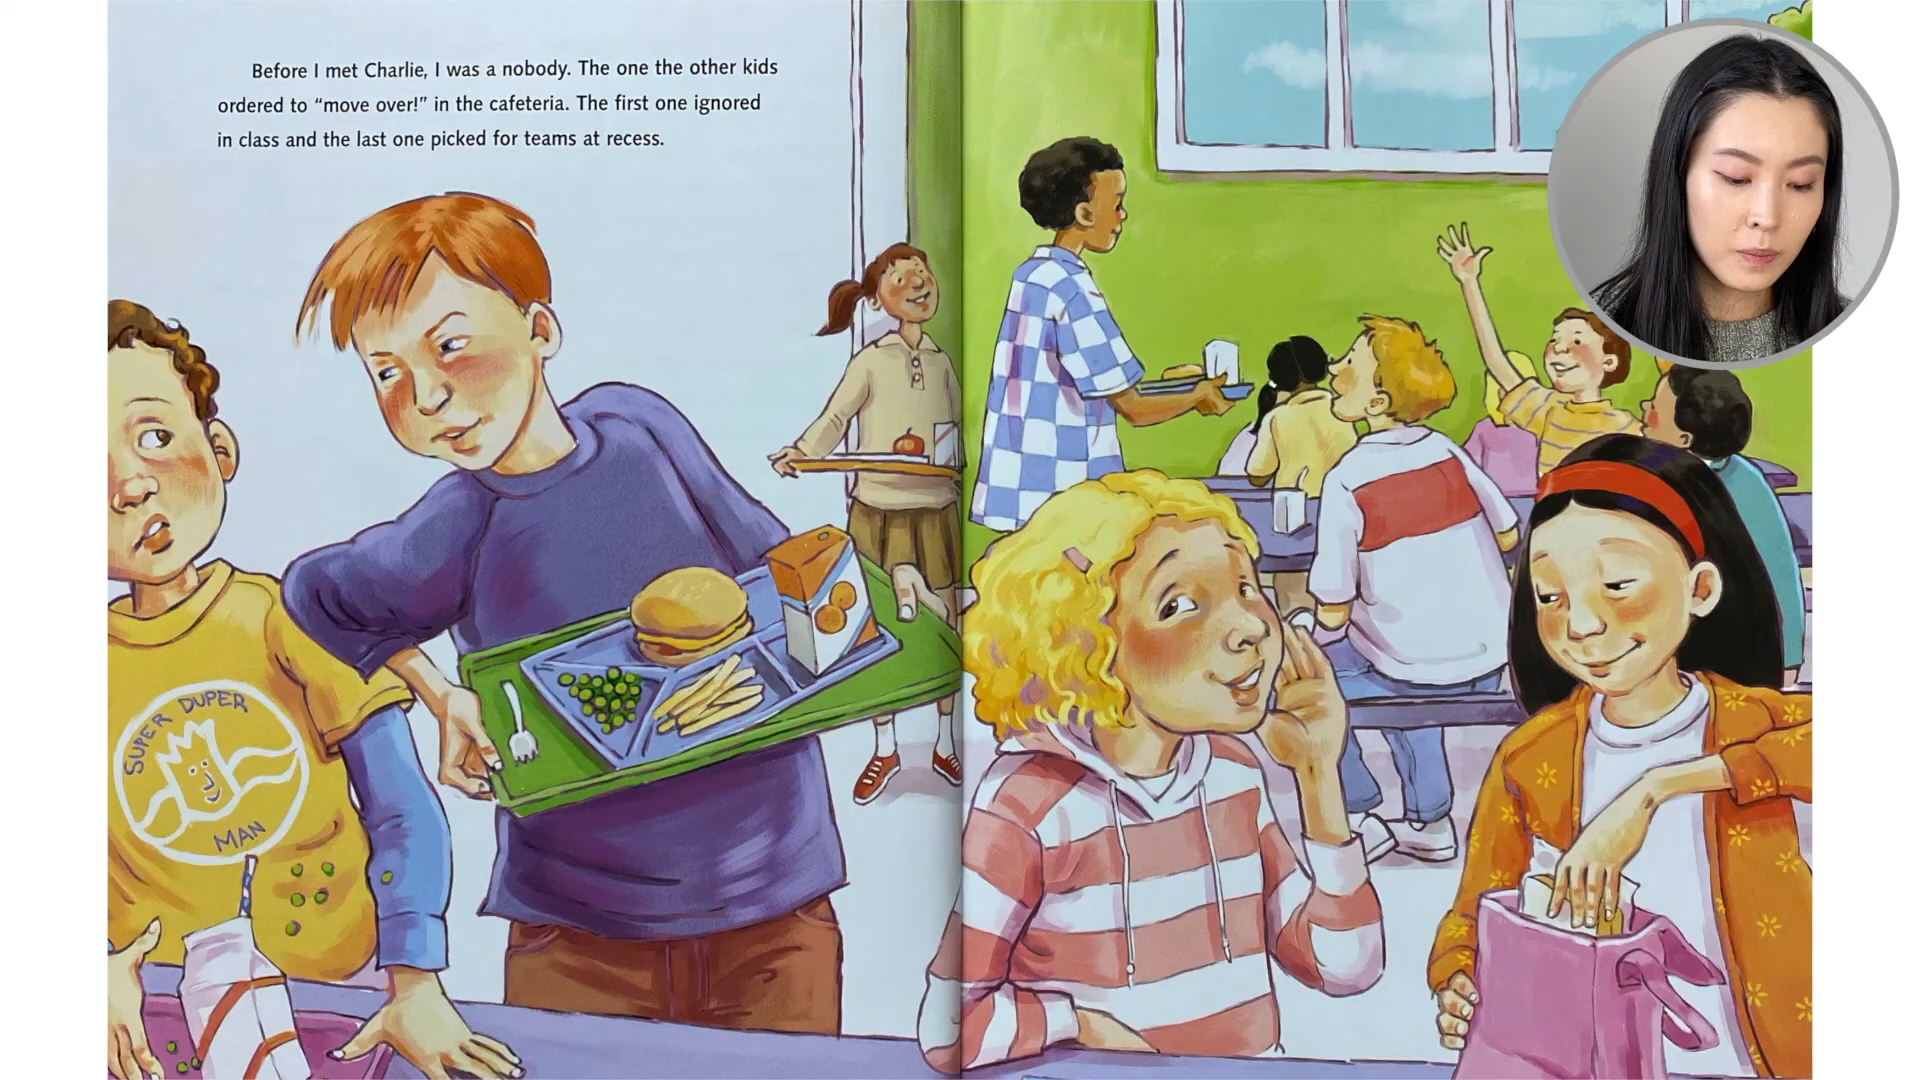 Before I met Charlie, I was a nobody. The one the other kids
ordered to “move over!” in the cafeteria. The first one ignored
in class and the last one picked for teams at recess.
SUPER DUPER
MAN